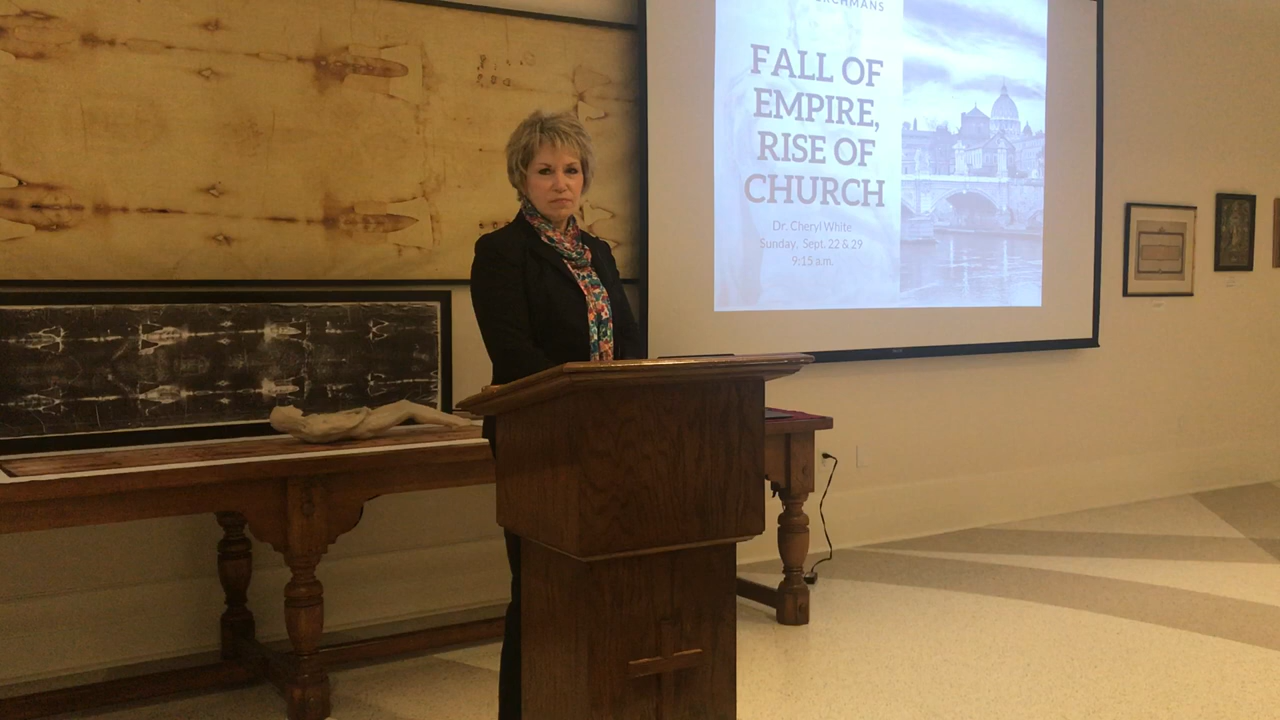 FALL OF
EMPIRE,
RISE OF
CHURCH
Dr. Cheryl White
Sunday, Sept. 22 & 29
9:15 a.m.